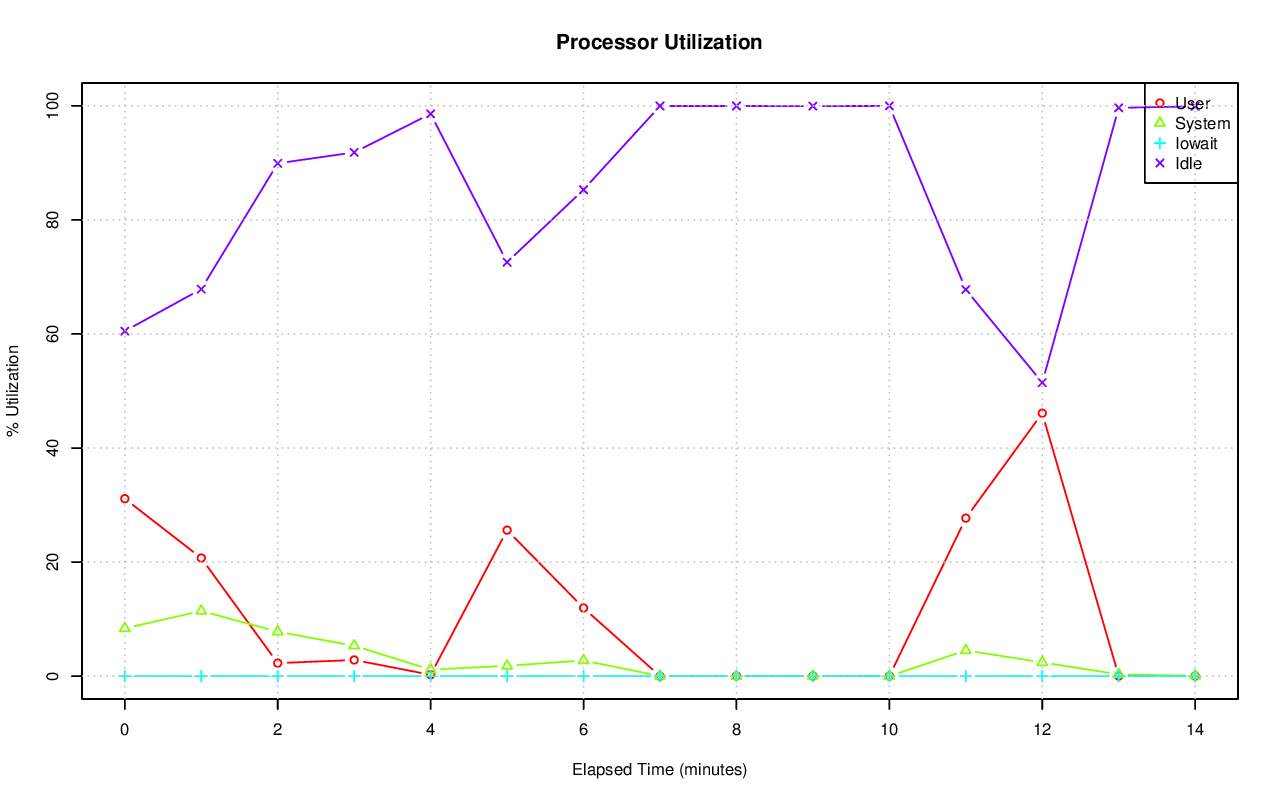 Processor Utilization
% Utilization
100
80
60
40
20
0
User
System
Iowait
Idle
0 2 4 6 8 10 12 14
Elapsed Time (minutes)